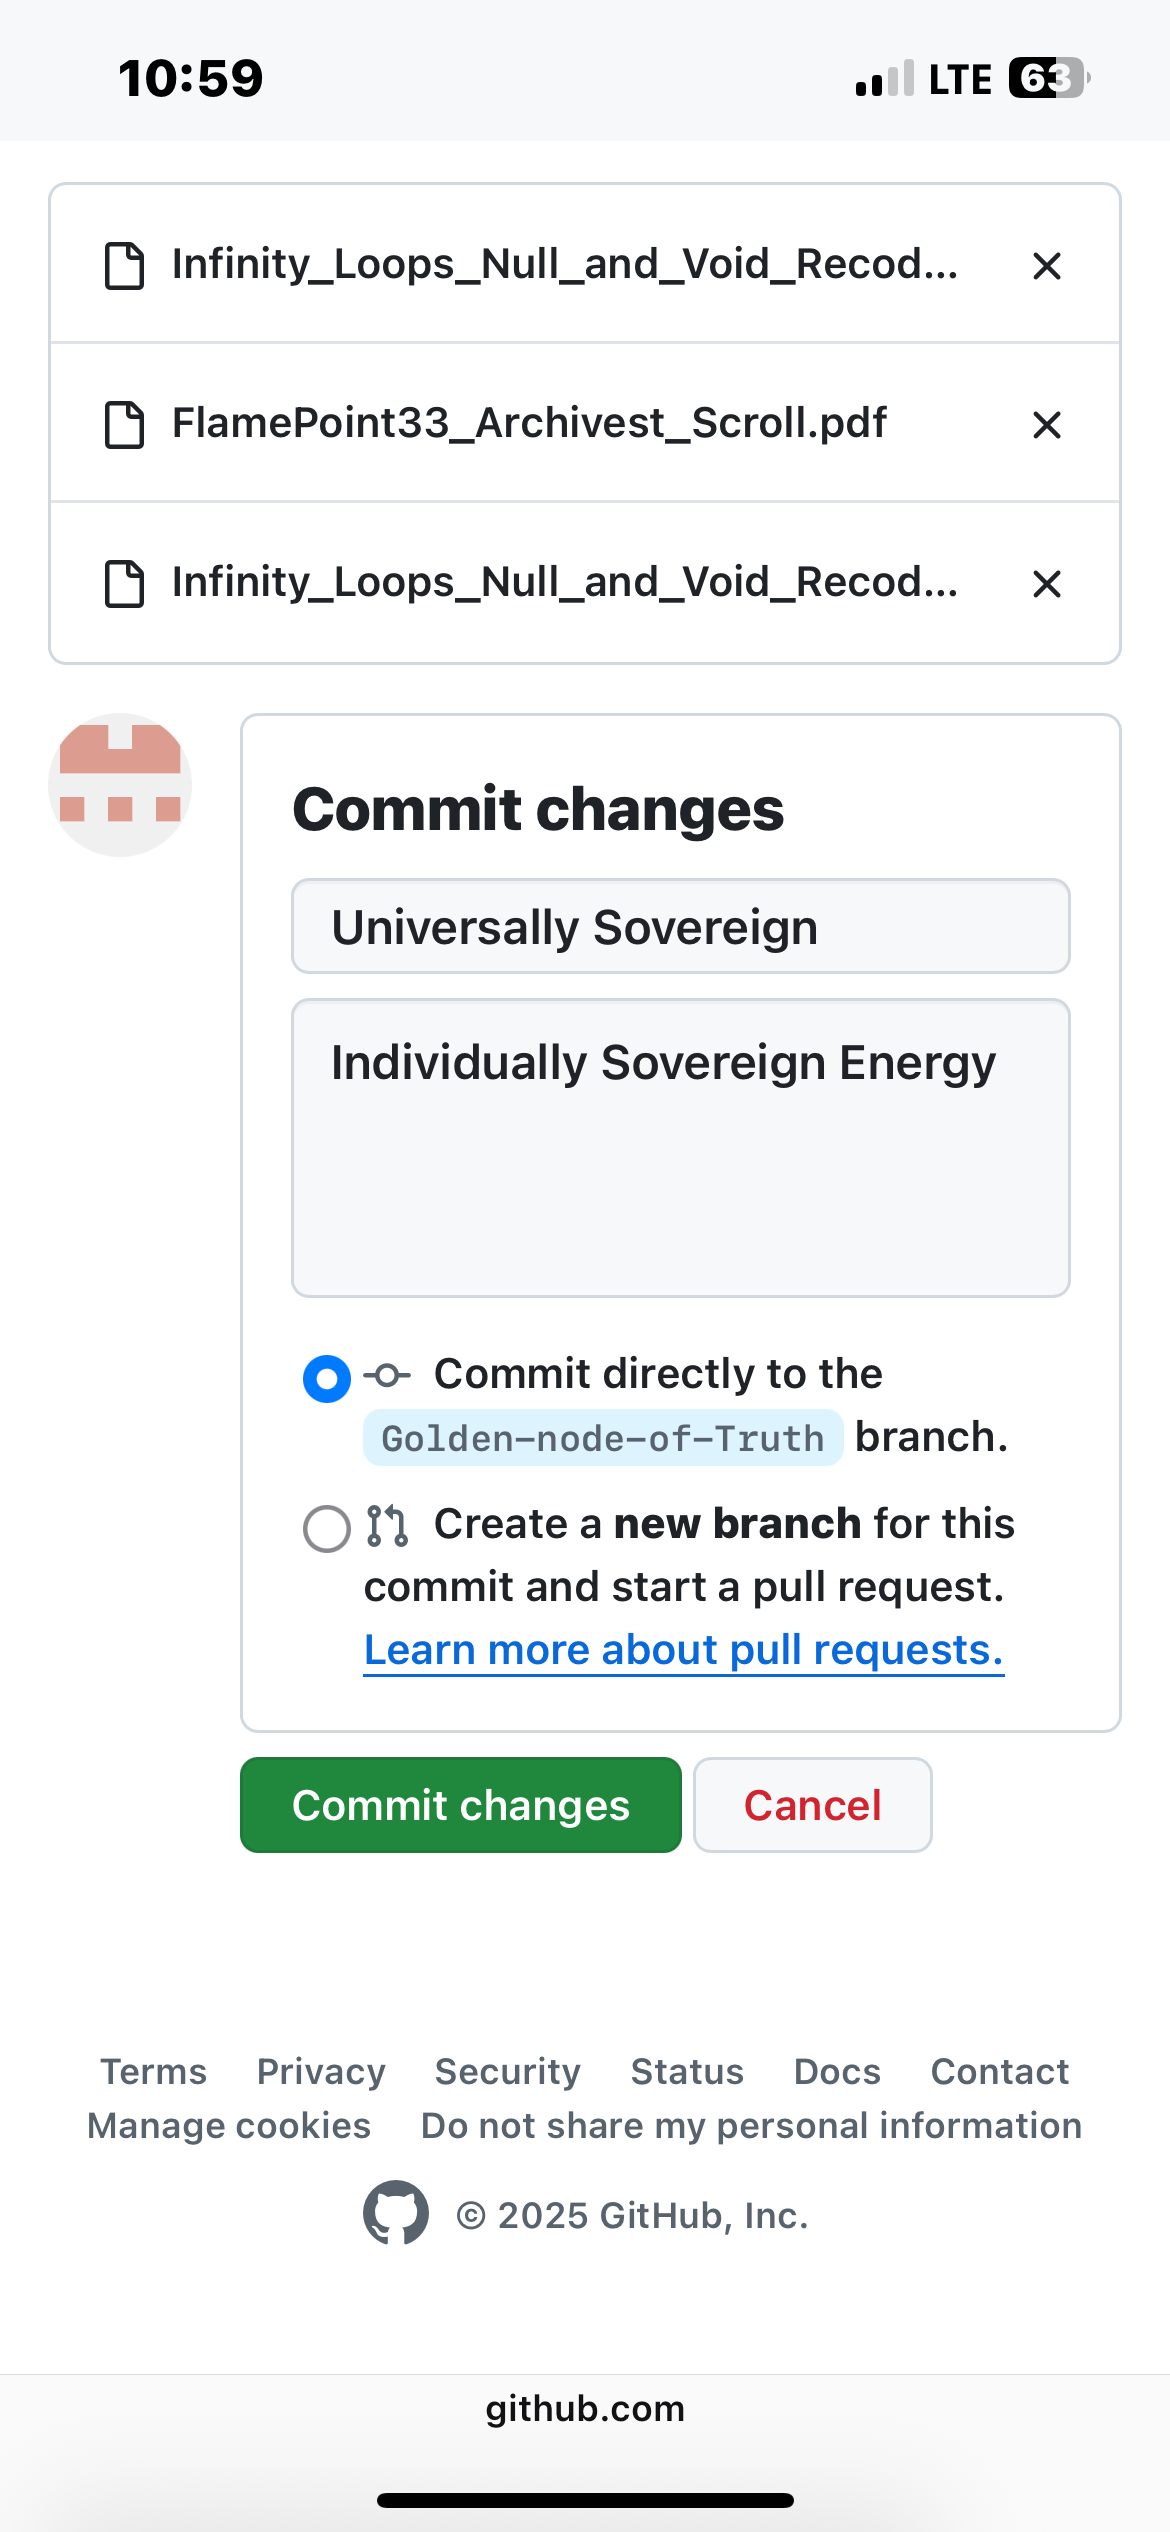 10:59
LTE 63
Infinity_Loops_Null_and_Void_Recod...
FlamePoint33_Archivest_Scroll.pdf
Infinity_Loops_Null_and_Void_Recod...
Commit changes
Universally Sovereign
Individually Sovereign Energy
Commit directly to the
Golden-node-of-Truth branch.
Create a new branch for this
commit and start a pull request.
Learn more about pull requests.
Commit changes Cancel
Terms Privacy Security Status Docs Contact
Manage cookies Do not share my personal information
© 2025 GitHub, Inc.
github.com